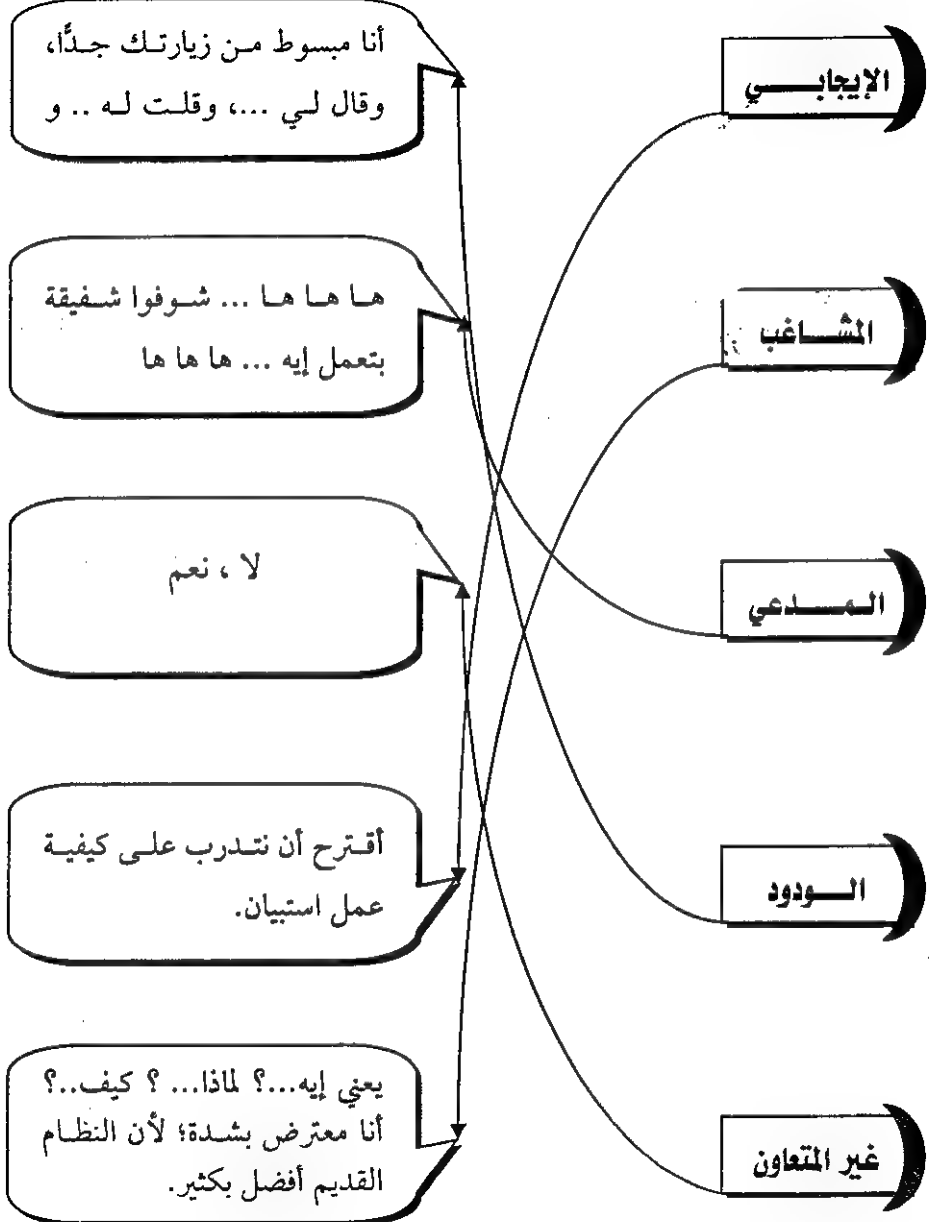 الإيجابي
أنا مبسوط من زيارتك جدًّا،
وقال لي ...، وقلت له .. و
المشاغب
ها ها ها ... شوفوا شفيقة
بتعمل إيه ... ها ها ها
المدعي
لا ، نعم
الودود
أقترح أن نتدرب على كيفية
عمل استبيان.
غير المتعاون
يعني إيه...؟ لماذا... ؟ كيف..؟
أنا معترض بشدة؛ لأن النظام
القديم أفضل بكثير.